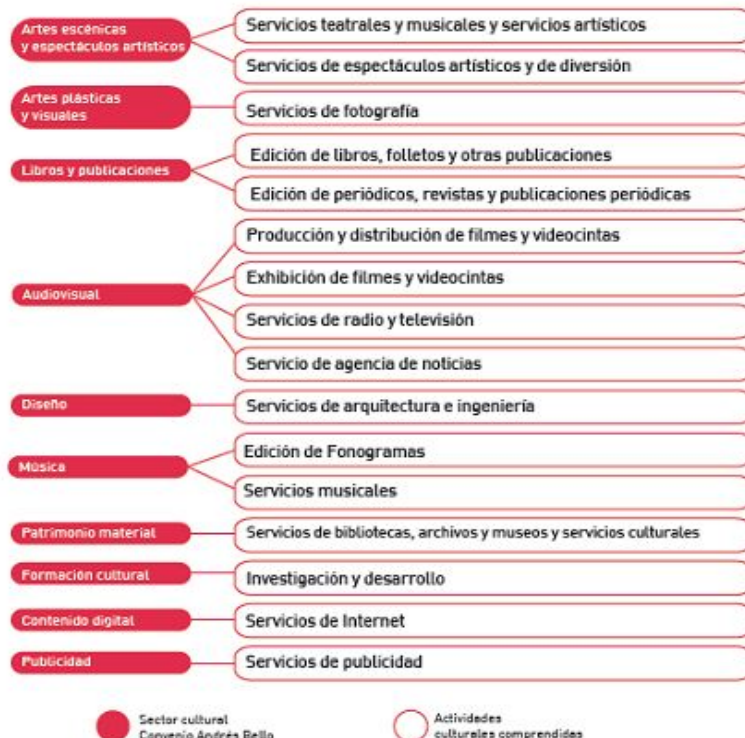 Artes escénicas
y espectáculos artísticos
Servicios teatrales y musicales y servicios artísticos
Servicios de espectáculos artísticos y de diversión
Artes plásticas
y visuales
Servicios de fotografía
Libros y publicaciones
Edición de libros, folletos y otras publicaciones
Edición de periódicos, revistas y publicaciones periódicas
Audiovisual
Producción y distribución de filmes y videocintas
Exhibición de filmes y videocintas
Servicios de radio y televisión
Servicio de agencia de noticias
Diseño
Servicios de arquitectura e ingeniería
Música
Edición de Fonogramas
Servicios musicales
Patrimonio material
Servicios de bibliotecas, archivos y museos y servicios culturales
Formación cultural
Investigación y desarrollo
Contenido digital
Servicios de Internet
Publicidad
Servicios de publicidad
Sector cultural
Convenio Andrés Bello
Actividades
culturales comprendidas